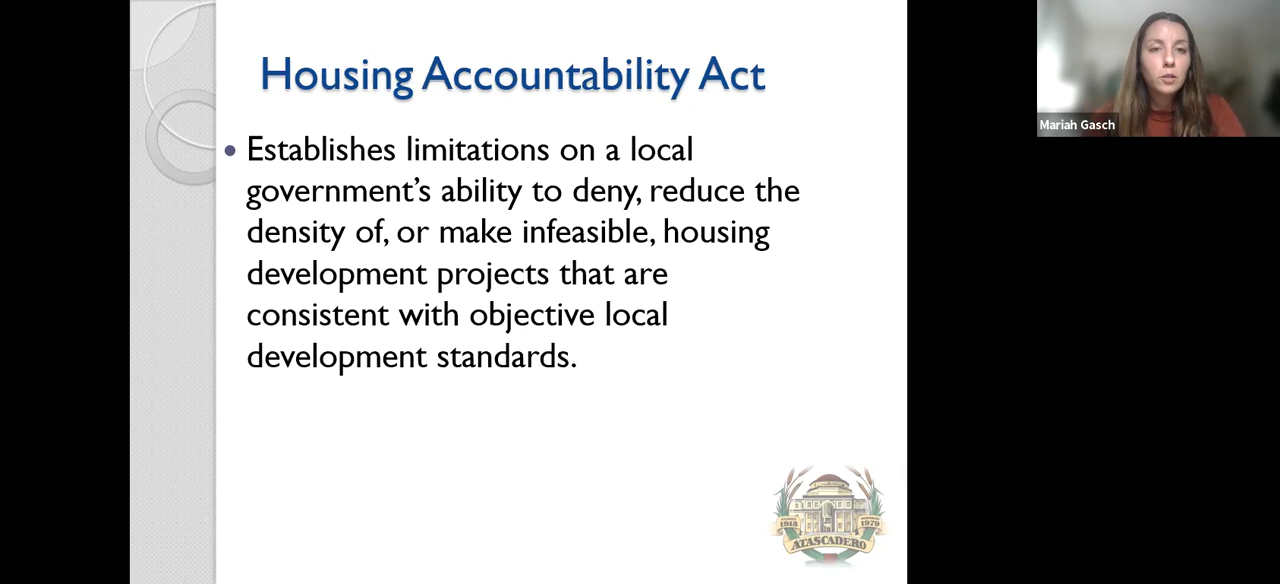 Housing Accountability Act
Establishes limitations on a local
government's ability to deny, reduce the
density of, or make infeasible, housing
development projects that are
consistent with objective local
development standards.
Mariah Gasch
1913
1979
ATASCADERO